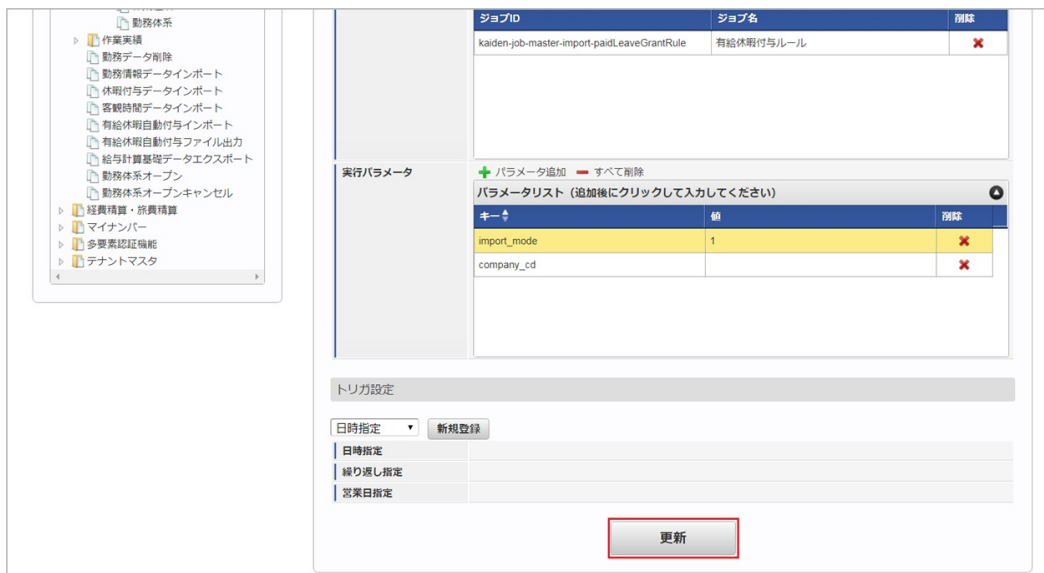 勤務体系
作業実績
勤務データ削除
勤務情報データインポート
休暇付与データインポート
客観時間データインポート
有給休暇自動付与インポート
有給休暇自動付与ファイル出力
給与計算基礎データエクスポート
勤務体系オープン
勤務体系オープンキャンセル
経費精算・旅費精算
マイナンバー
多要素認証機能
テナントマスタ
ジョブID ジョブ名 削除
kaiden-job-master-import-paidLeaveGrantRule 有給休暇付与ルール
実行パラメータ
パラメータ追加 すべて削除
パラメータリスト（追加後にクリックして入力してください）
キー 値 削除
import_mode 1
company_cd
トリガ設定
日時指定 新規登録
日時指定
繰り返し指定
営業日指定
更新